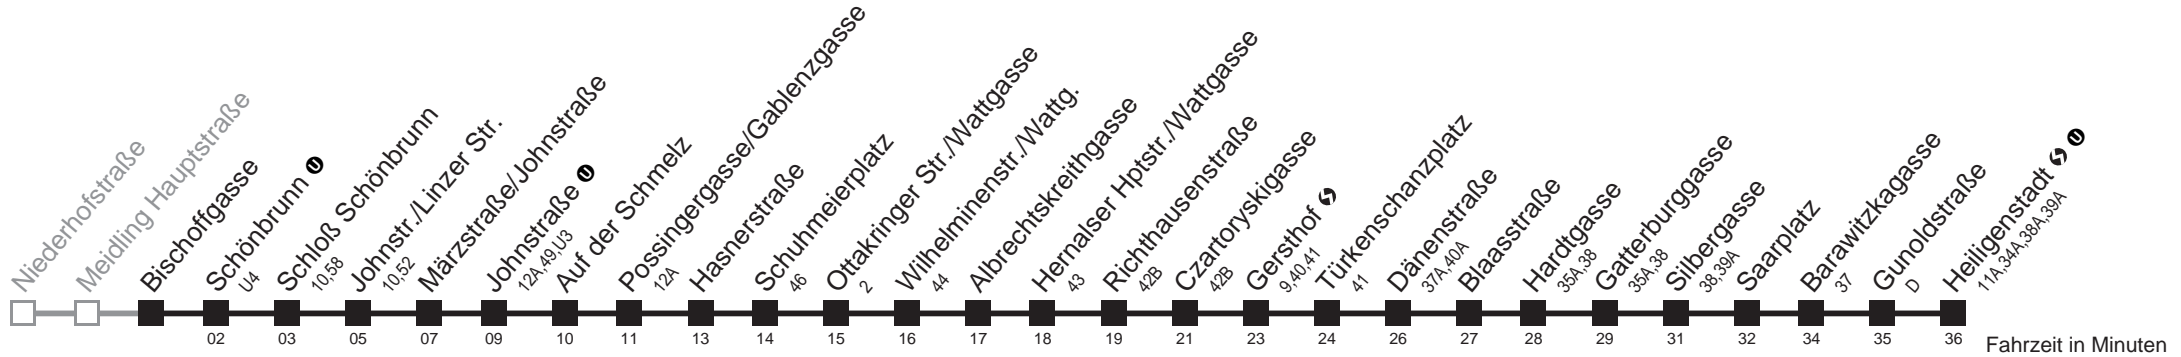 Niederhofstraße
Meidling Hauptstraße
Bischoffgasse
Schönbrunn U
U4
02
Schloß Schönbrunn
10,58
03
Johnstr./Linzer Str.
10,52
05
Märzstraße/Johnstraße
07
Johnstraße U
12A,49,U3
09
Auf der Schmelz
10
Possingergasse/Gablenzgasse
12A
11
Hasnerstraße
13
Schuhmeierplatz
46
14
Ottakringer Str./Wattgasse
2
15
Wilhelminenstr./Wattg.
44
16
Albrechtskreithgasse
17
Hernalser Hptstr./Wattgasse
43
18
Richthausenstraße
42B
19
Czartoryskigasse
42B
21
Gersthof S
9,40,41
23
Türkenschanzplatz
41
24
Dänenstraße
37A,40A
26
Blaasstraße
27
Hardtgasse
35A,38
28
Gatterburggasse
35A,38
29
Silbergasse
38,39A
31
Saarplatz
32
Barawitzkagasse
37
34
Gunoldstraße
D
35
Heiligenstadt S U
11A,34A,38A,39A
36
Fahrzeit in Minuten